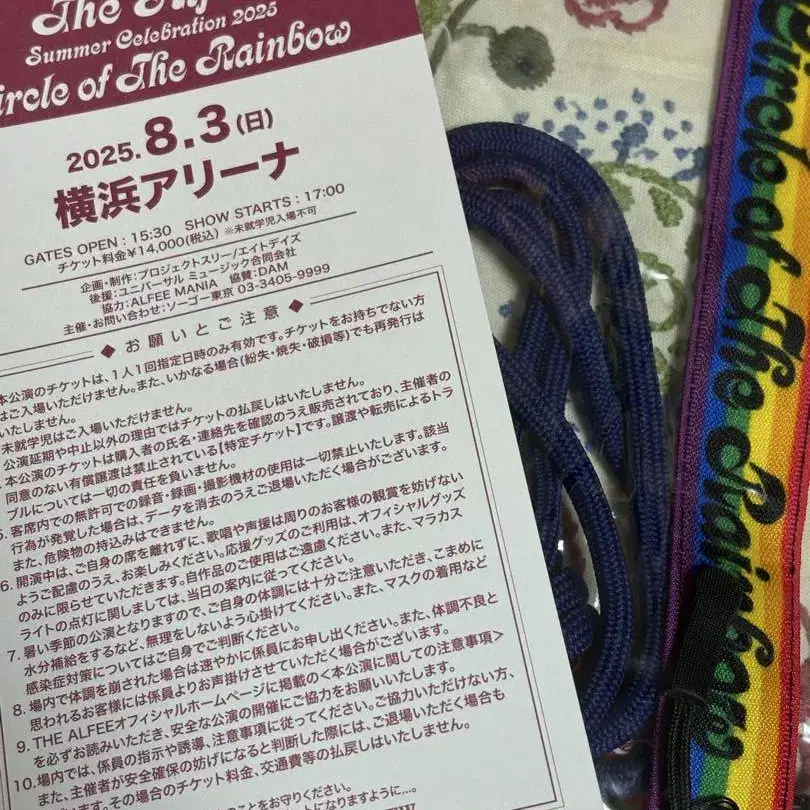 The
Summer Celebration 2025
ircle of The Rainbow
2025.8.3(日)
横浜アリーナ
GATES OPEN : 15:30 SHOW STARTS : 17:00
チケット料金¥14,000(税込) ※未就学児入場不可
企画・制作:プロジェクトスリー/エイトデイズ
後援:ユニバーサル ミュージック合同会社
協力:ALFEE MANIA 協賛:DAM
主催・お問い合わせ:ソーゴー東京 03-3405-9999
◆ お願いとご注意 ◆
本公演のチケットは、1人1回指定日時のみ有効です。チケットをお持ちでない方
はご入場いただけません。また、いかなる場合(紛失・焼失・破損等)でも再発行は
いたしません。
未就学児はご入場いただけません。
公演延期や中止以外の理由ではチケットの払戻しはいたしません。
本公演のチケットは購入者の氏名・連絡先を確認のうえ販売されており、主催者の
同意のない有償譲渡は禁止されている【特定チケット】です。譲渡や転売によるトラ
ブルについては一切の責任を負いません。
5. 客席内での無許可での録音・録画・撮影機材の使用は一切禁止いたします。該当
行為が発覚した場合は、データを消去のうえご退場いただく場合がございます。
また、危険物の持込みはできません。
6. 開演中は、ご自身の席を離れずに、歌唱や声援は周りのお客様の観賞を妨げない
ようご配慮のうえ、お楽しみください。応援グッズのご利用は、オフィシャルグッズ
のみに限らせていただきます。自作品のご使用はご遠慮ください。また、マラカス
ライトの点灯に関しましては、当日の案内に従ってください。
7. 暑い季節の公演となりますので、ご自身の体調には十分ご注意いただき、こまめに
水分補給をするなど、無理をしないよう心掛けてください。また、マスクの着用など
感染症対策についてはご自身でご判断ください。
8. 場内で体調を崩された場合は速やかに係員にお申し出ください。また、体調不良と
思われるお客様には係員よりお声掛けさせていただく場合がございます。
9. THE ALFEEオフィシャルホームページに掲載の<本公演に関しての注意事項>
を必ずお読みいただき、安全な公演の開催にご協力をお願いいたします。
10. 場内では、係員の指示や誘導、注意事項に従ってください。ご協力いただけない方、
また、主催者が安全確保の妨げになると判断した際には、ご退場いただく場合も
います。その場合のチケット料金、交通費等の払戻しはいたしません。
のことをお守りください。
になりますように…。
Circle of The Rainbow